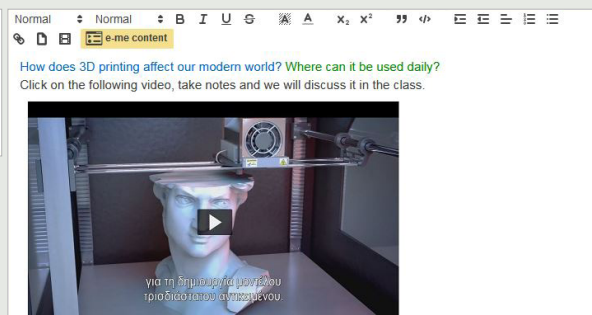 Normal Normal B I U S A A X₂ X² ” </>
e-me content
How does 3D printing affect our modern world? Where can it be used daily?
Click on the following video, take notes and we will discuss it in the class.
για τη δημιουργία μοντέλου
τρισδιάστατου αντικειμένου.